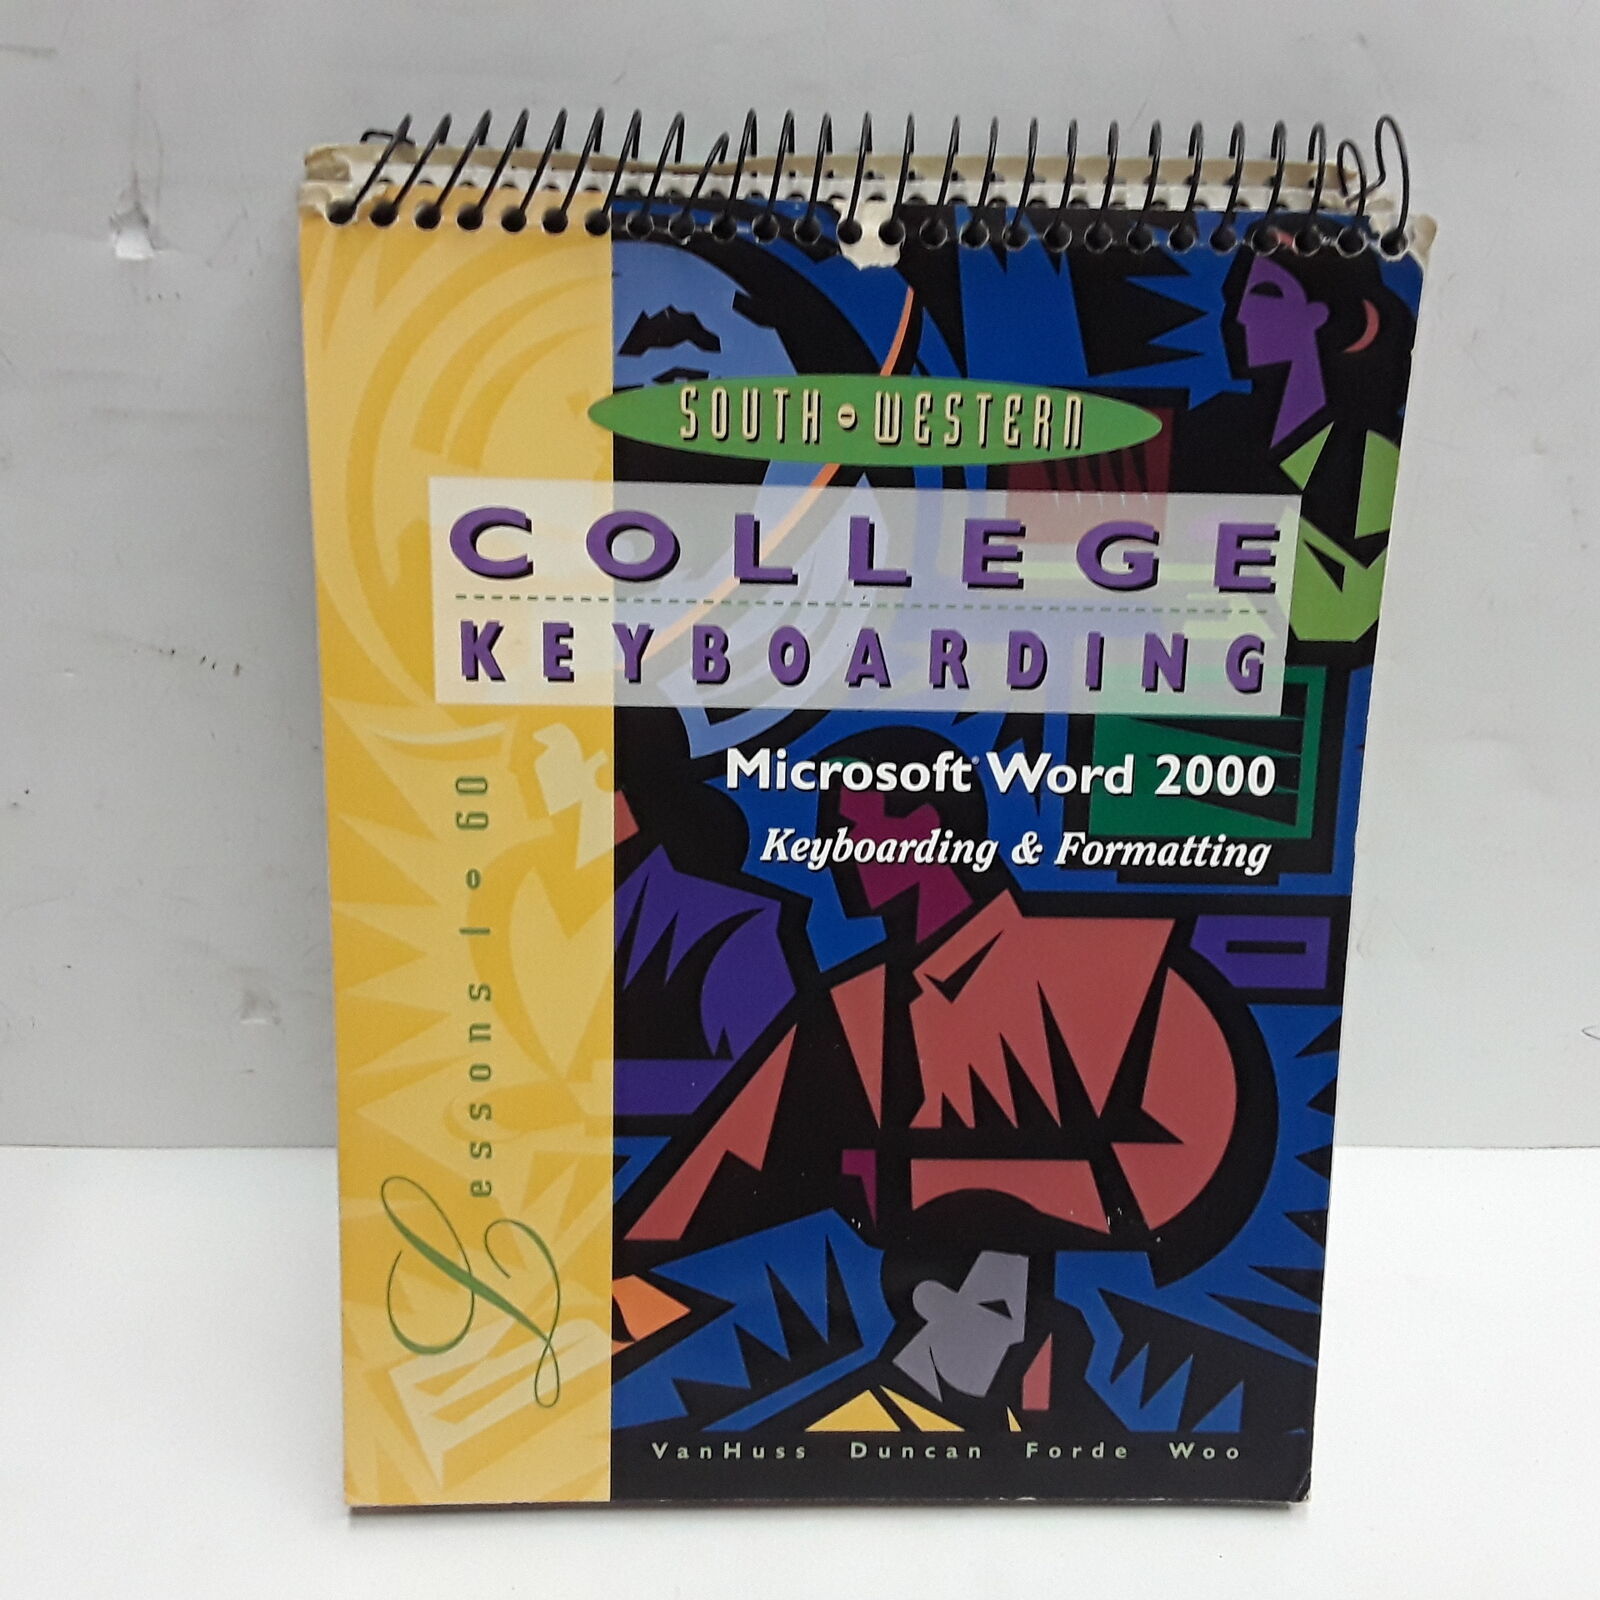 SOUTH WESTERN
COLLEGE
KEYBOARDING
Microsoft® Word 2000
Keyboarding & Formatting
Lessons 1 • 60
VanHuss Duncan Forde Woo